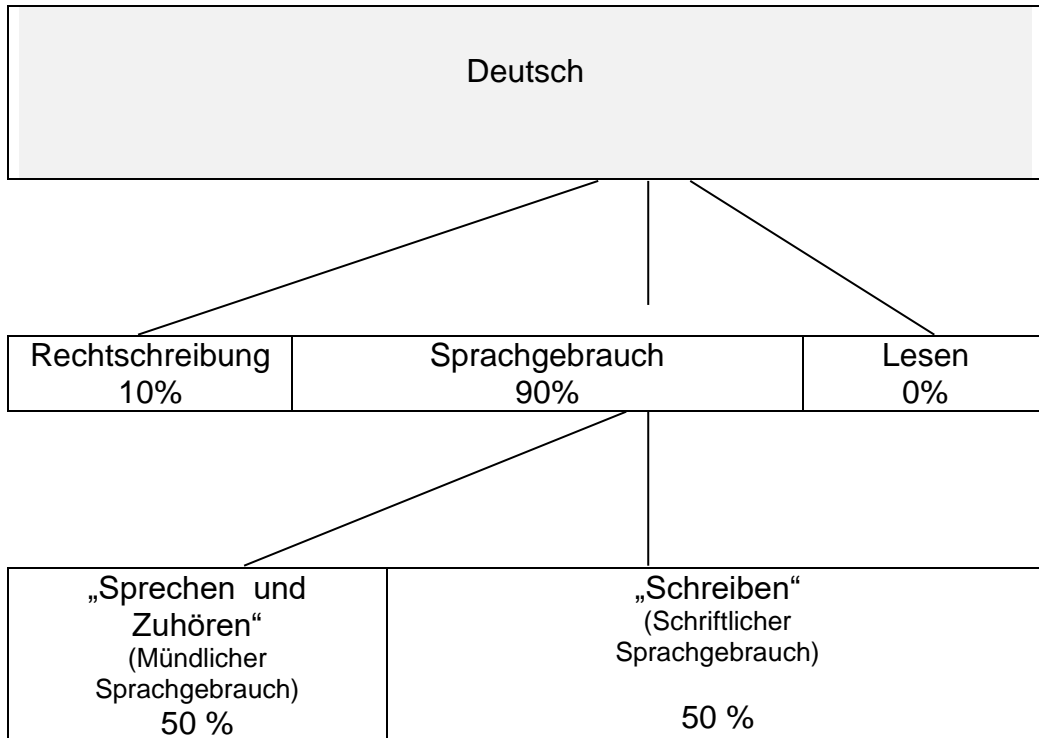 Deutsch
Rechtschreibung
10%
Sprachgebrauch
90%
Lesen
0%
„Sprechen und
Zuhören“
(Mündlicher
Sprachgebrauch)
50 %
„Schreiben“
(Schriftlicher
Sprachgebrauch)
50 %